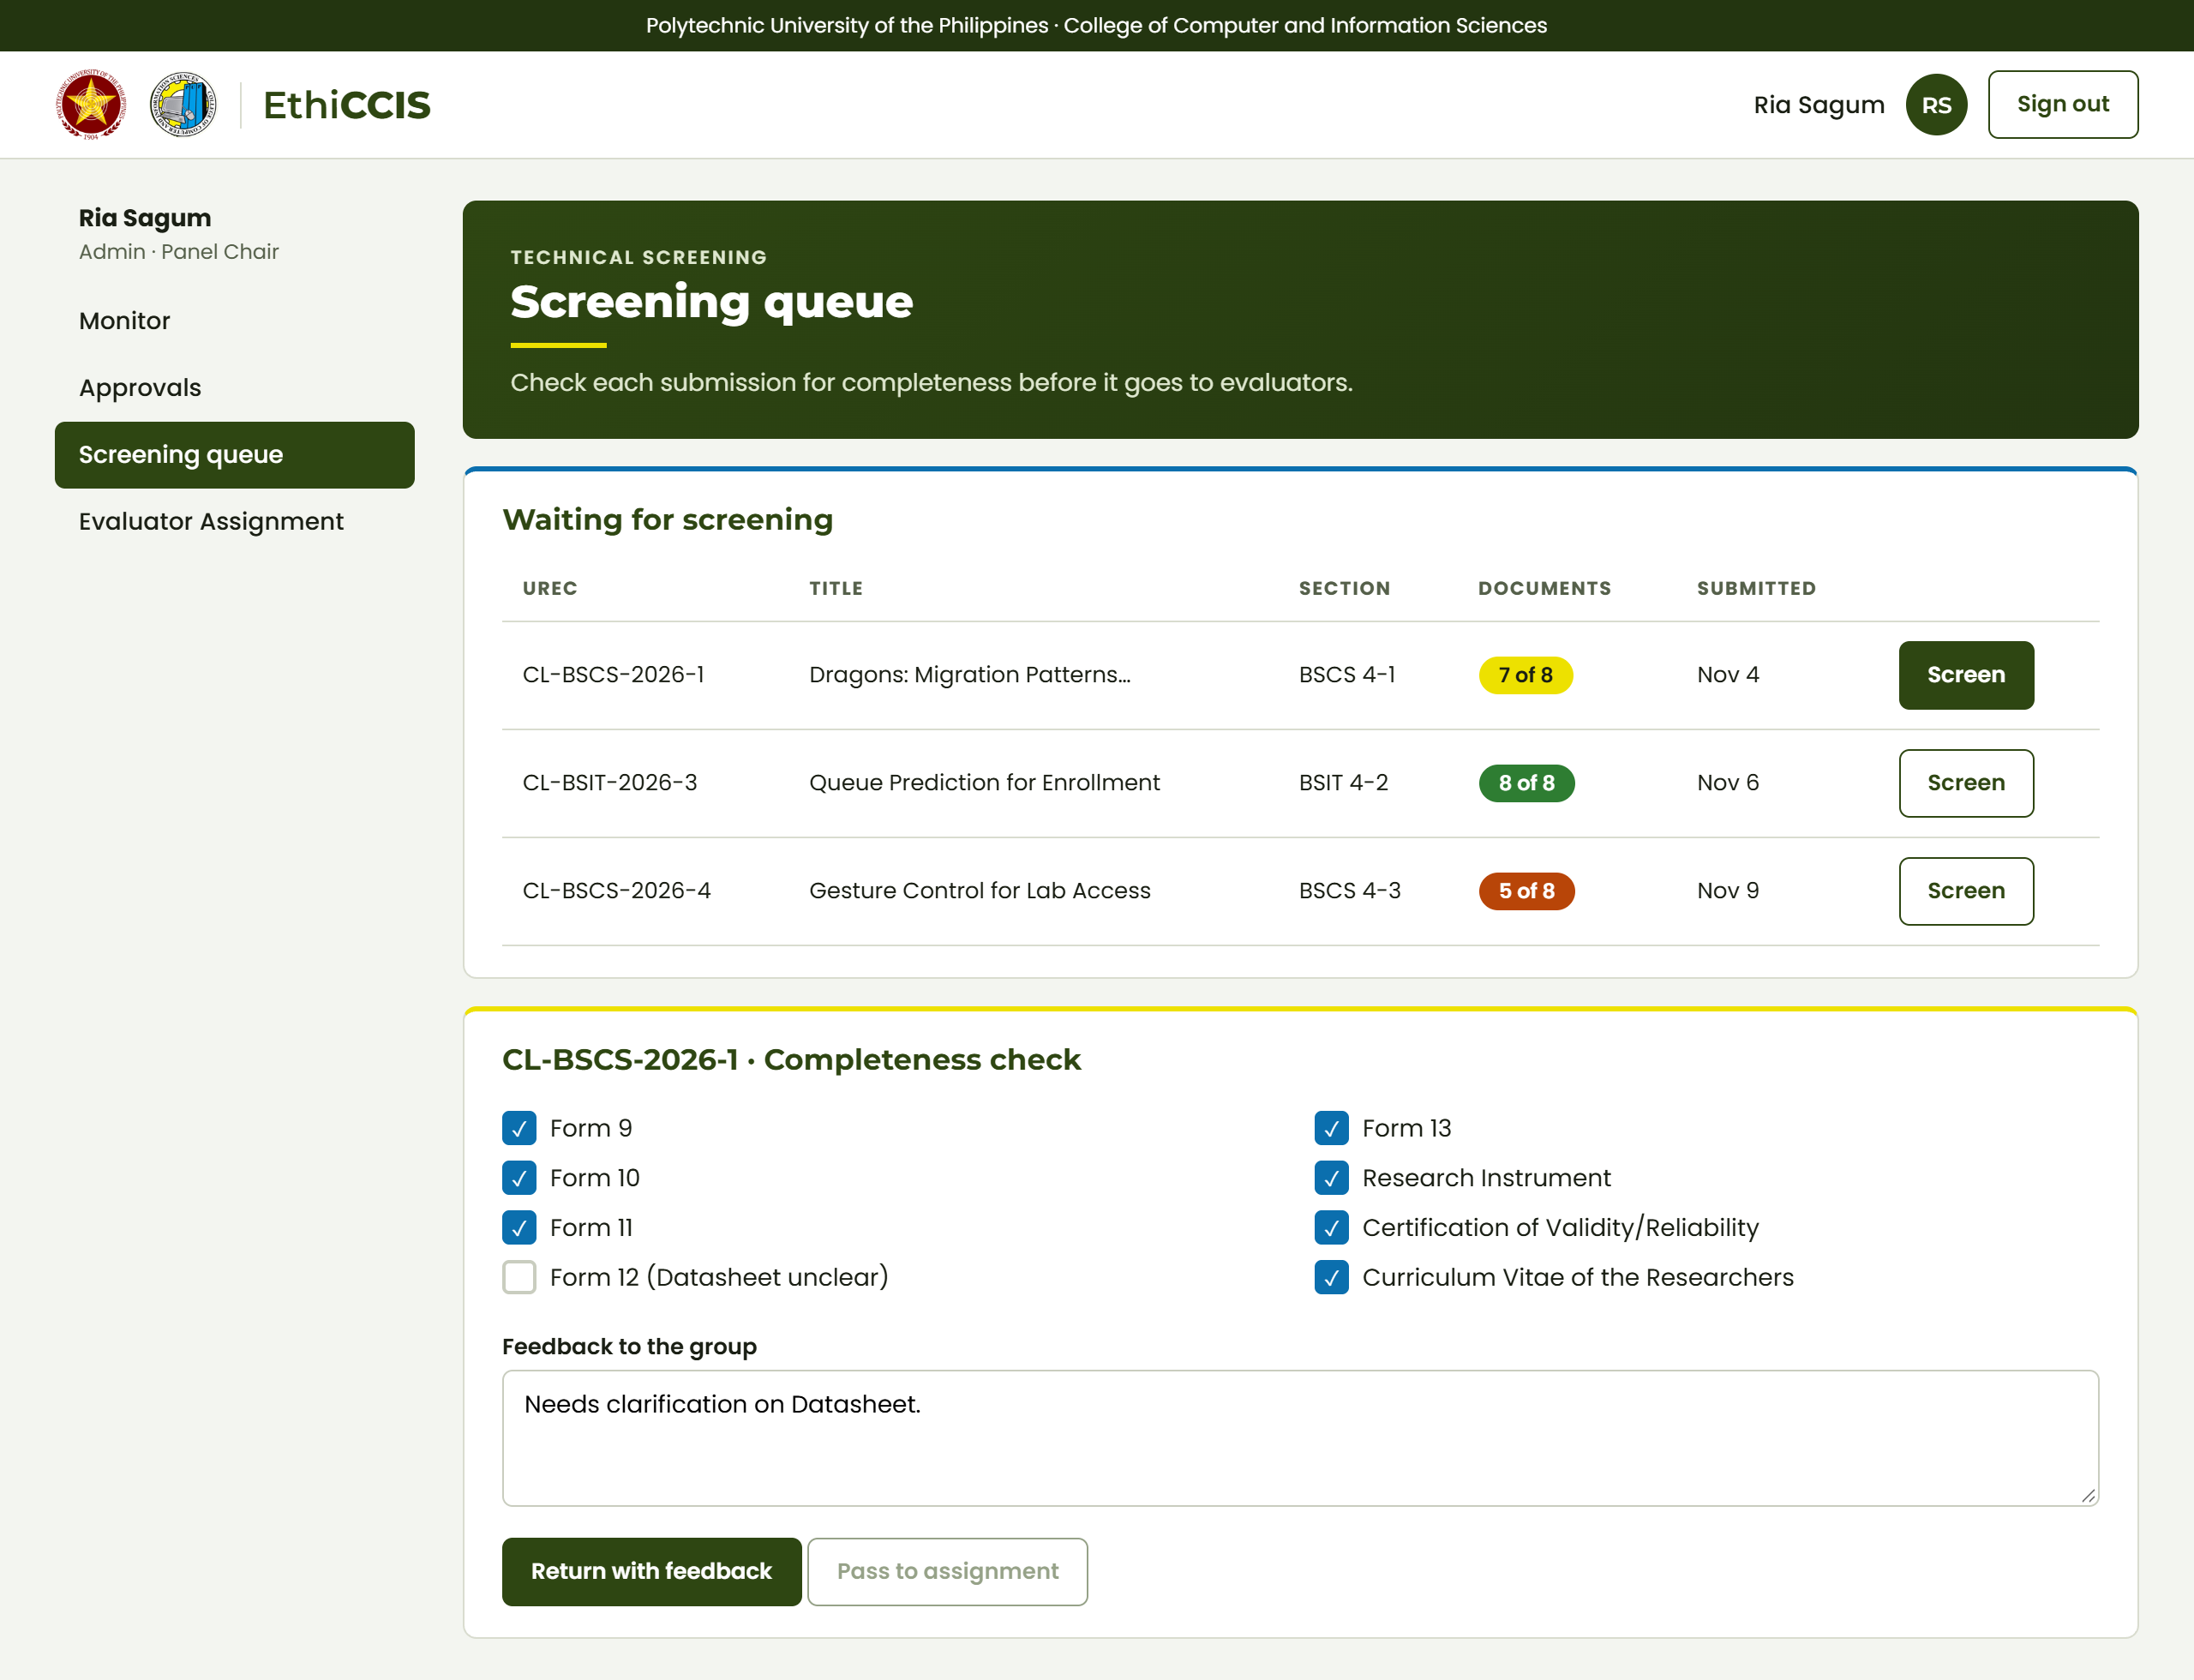 Polytechnic University of the Philippines · College of Computer and Information Sciences
EthiCCIS
Ria Sagum
RS
Sign out
Ria Sagum
Admin · Panel Chair
Monitor
Approvals
Screening queue
Evaluator Assignment
TECHNICAL SCREENING
Screening queue
Check each submission for completeness before it goes to evaluators.
Waiting for screening
UREC TITLE SECTION DOCUMENTS SUBMITTED
CL-BSCS-2026-1 Dragons: Migration Patterns... BSCS 4-1 7 of 8 Nov 4 Screen
CL-BSIT-2026-3 Queue Prediction for Enrollment BSIT 4-2 8 of 8 Nov 6 Screen
CL-BSCS-2026-4 Gesture Control for Lab Access BSCS 4-3 5 of 8 Nov 9 Screen
CL-BSCS-2026-1 · Completeness check
Form 9
Form 10
Form 11
Form 12 (Datasheet unclear)
Form 13
Research Instrument
Certification of Validity/Reliability
Curriculum Vitae of the Researchers
Feedback to the group
Needs clarification on Datasheet.
Return with feedback
Pass to assignment